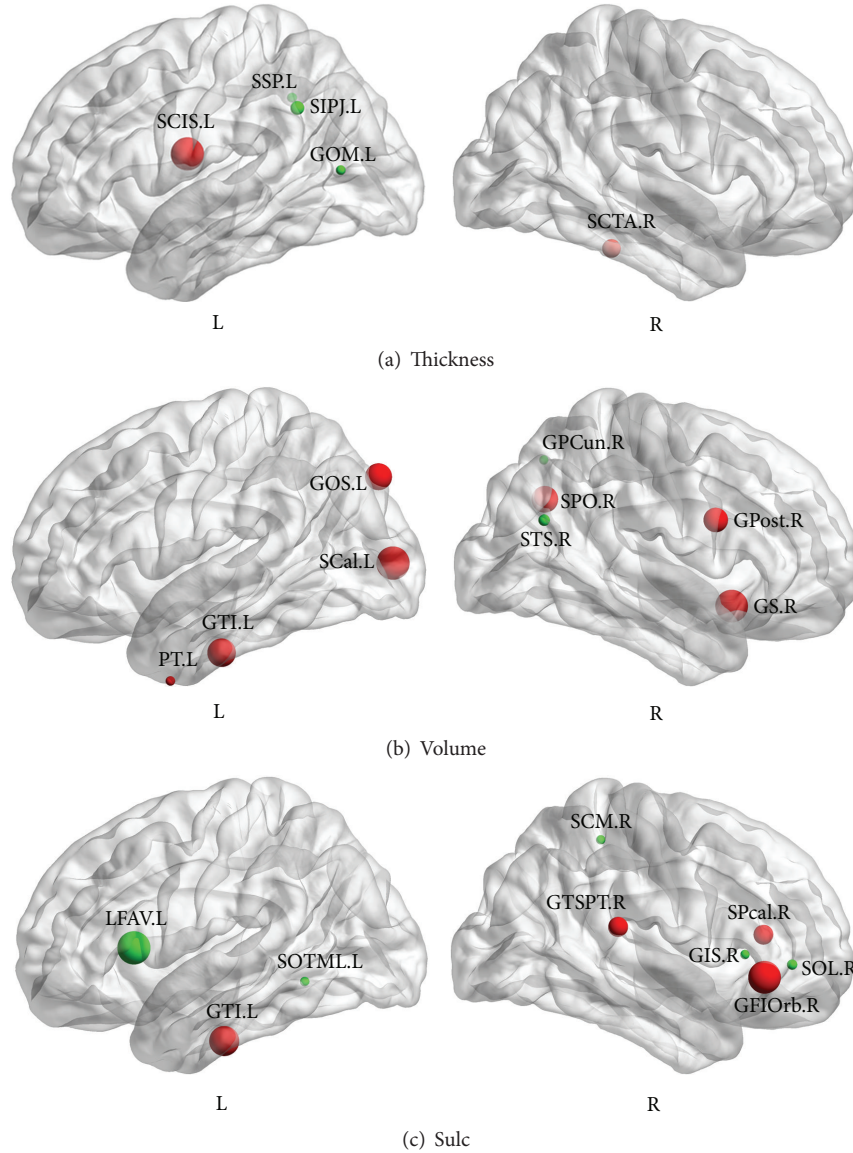 SSP.L
SIPJ.L
SCIS.L
GOM.L
SCTA.R
L
R
(a) Thickness
GOS.L
SCal.L
GTI.L
PT.L
GPCun.R
SPO.R
STS.R
GPost.R
GS.R
L
R
(b) Volume
LFAV.L
SOTML.L
GTI.L
SCM.R
GTSPT.R
SPcal.R
GIS.R
SOL.R
GFIOrb.R
L
R
(c) Sulc